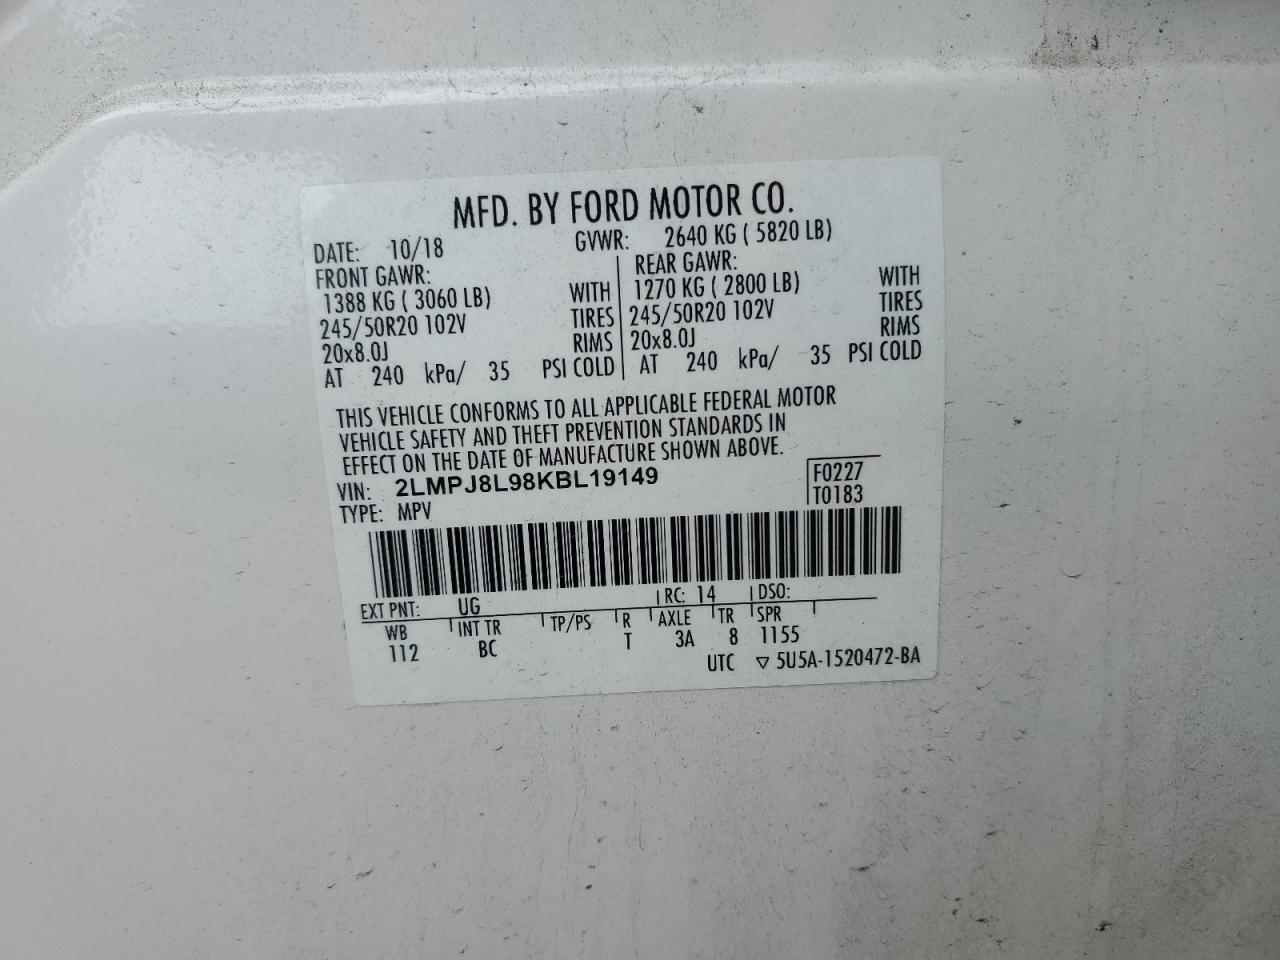 MFD. BY FORD MOTOR CO.
DATE: 10/18 GVWR: 2640 KG ( 5820 LB)
FRONT GAWR: REAR GAWR:
1388 KG ( 3060 LB) WITH 1270 KG ( 2800 LB) WITH
245/50R20 102V TIRES 245/50R20 102V TIRES
20x8.0J RIMS 20x8.0J RIMS
AT 240 kPa/ 35 PSI COLD AT 240 kPa/ 35 PSI COLD
THIS VEHICLE CONFORMS TO ALL APPLICABLE FEDERAL MOTOR
VEHICLE SAFETY AND THEFT PREVENTION STANDARDS IN
EFFECT ON THE DATE OF MANUFACTURE SHOWN ABOVE.
VIN: 2LMPJ8L98KBL19149 F0227
TYPE: MPV T0183
EXT PNT: UG RC: 14 DSO:
WB INT TR TP/PS R AXLE TR SPR
112 BC T 3A 8 1155
UTC ▽ 5U5A-1520472-BA